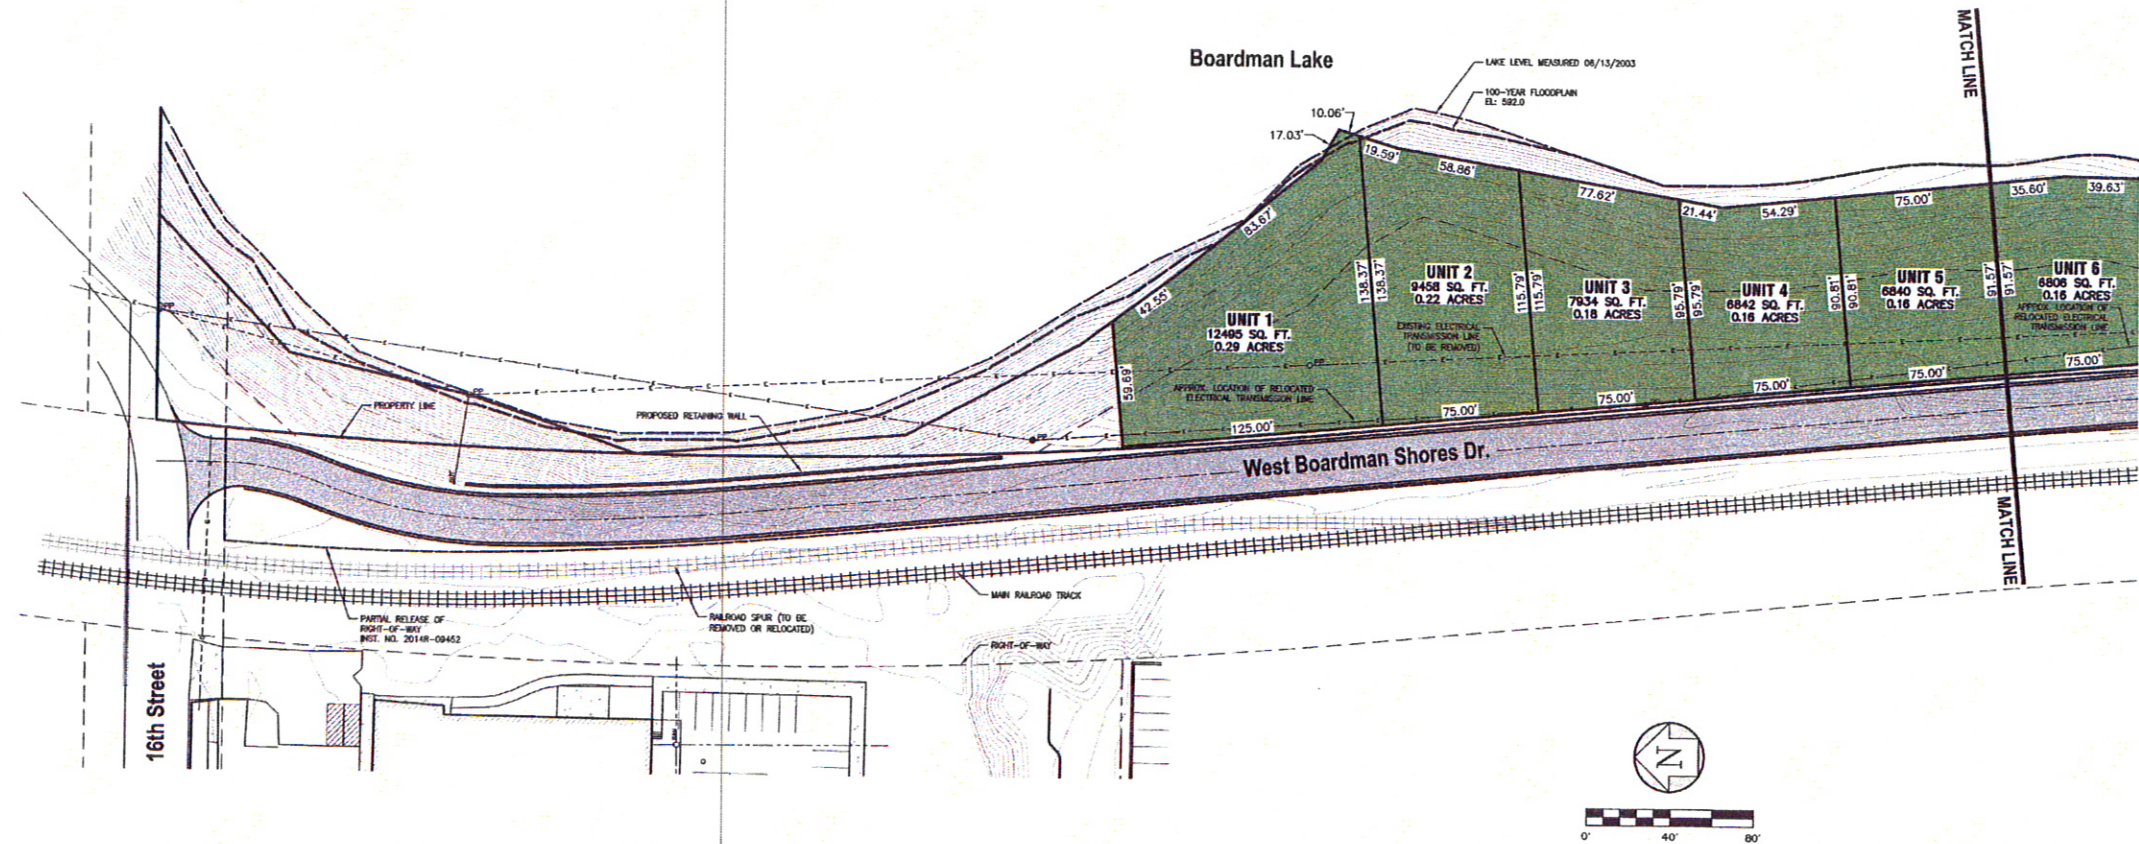 Boardman Lake
LAKE LEVEL MEASURED 08/13/2003
100-YEAR FLOODPLAIN
EL: 592.0
MATCH LINE
10.06'
17.03'
19.59'
58.86'
77.62'
21.44'
54.29'
75.00'
35.60'
39.63'
83.67'
42.55'
59.69'
UNIT 1
12495 SQ. FT.
0.29 ACRES
138.37'
138.37'
UNIT 2
9458 SQ. FT.
0.22 ACRES
115.79'
115.79'
UNIT 3
7934 SQ. FT.
0.18 ACRES
95.79'
95.79'
UNIT 4
6842 SQ. FT.
0.16 ACRES
90.81'
90.81'
UNIT 5
6840 SQ. FT.
0.16 ACRES
91.57'
91.57'
UNIT 6
6806 SQ. FT.
0.16 ACRES
APPROX. LOCATION OF
RELOCATED ELECTRICAL
TRANSMISSION LINE
EXISTING ELECTRICAL
TRANSMISSION LINE
(TO BE REMOVED)
PP
PP
PP
PP
APPROX. LOCATION OF RELOCATED
ELECTRICAL TRANSMISSION LINE
125.00'
75.00'
75.00'
75.00'
75.00'
75.00'
PROPERTY LINE
PROPOSED RETAINING WALL
West Boardman Shores Dr.
MATCH LINE
MAIN RAILROAD TRACK
PARTIAL RELEASE OF
RIGHT-OF-WAY
INST. NO. 2014R-09452
RAILROAD SPUR (TO BE
REMOVED OR RELOCATED)
RIGHT-OF-WAY
16th Street
N
0' 40' 80'